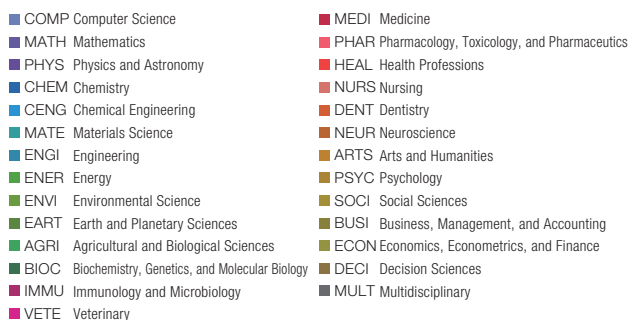 COMP Computer Science
MATH Mathematics
PHYS Physics and Astronomy
CHEM Chemistry
CENG Chemical Engineering
MATE Materials Science
ENGI Engineering
ENER Energy
ENVI Environmental Science
EART Earth and Planetary Sciences
AGRI Agricultural and Biological Sciences
BIOC Biochemistry, Genetics, and Molecular Biology
IMMU Immunology and Microbiology
VETE Veterinary
MEDI Medicine
PHAR Pharmacology, Toxicology, and Pharmaceutics
HEAL Health Professions
NURS Nursing
DENT Dentistry
NEUR Neuroscience
ARTS Arts and Humanities
PSYC Psychology
SOCI Social Sciences
BUSI Business, Management, and Accounting
ECON Economics, Econometrics, and Finance
DECI Decision Sciences
MULT Multidisciplinary